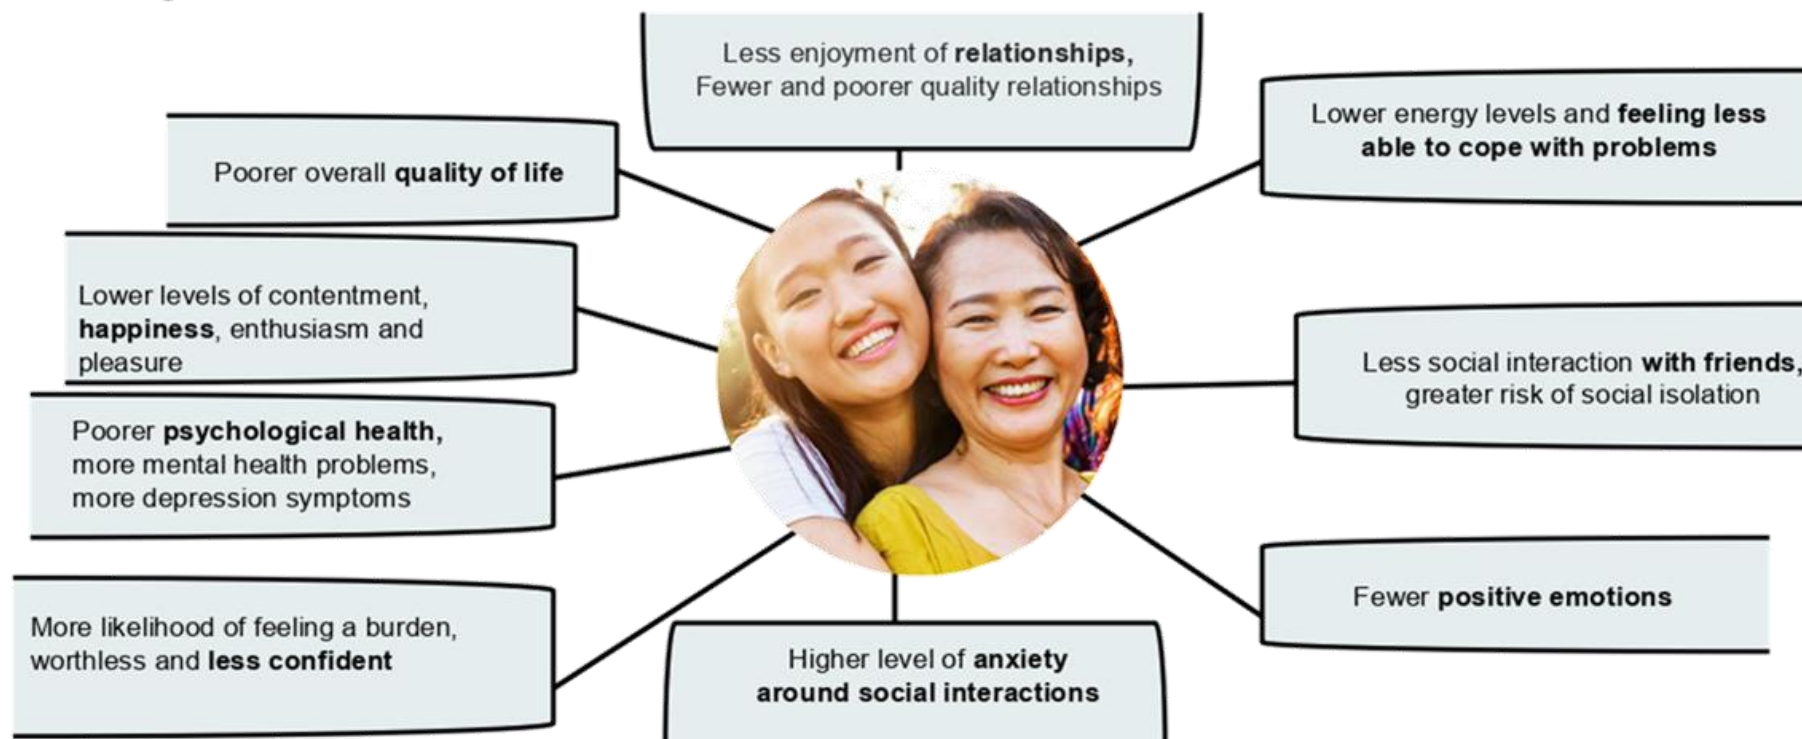 Less enjoyment of relationships,
Fewer and poorer quality relationships
Lower energy levels and feeling less
able to cope with problems
Poorer overall quality of life
Lower levels of contentment,
happiness, enthusiasm and
pleasure
Less social interaction with friends,
greater risk of social isolation
Poorer psychological health,
more mental health problems,
more depression symptoms
Fewer positive emotions
More likelihood of feeling a burden,
worthless and less confident
Higher level of anxiety
around social interactions